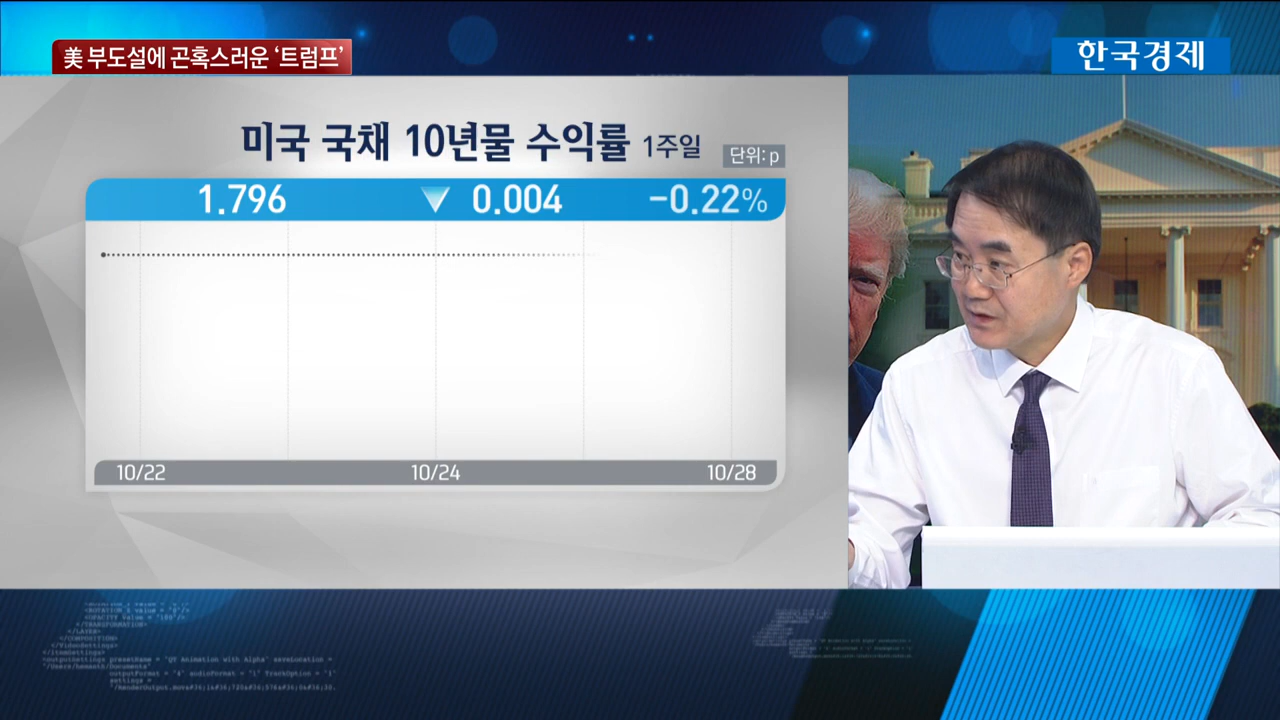 美 부도설에 곤혹스러운 ‘트럼프’
한국경제
미국 국채 10년물 수익률 1주일
단위: p
1.796 ▼ 0.004 -0.22%
10/22 10/24 10/28